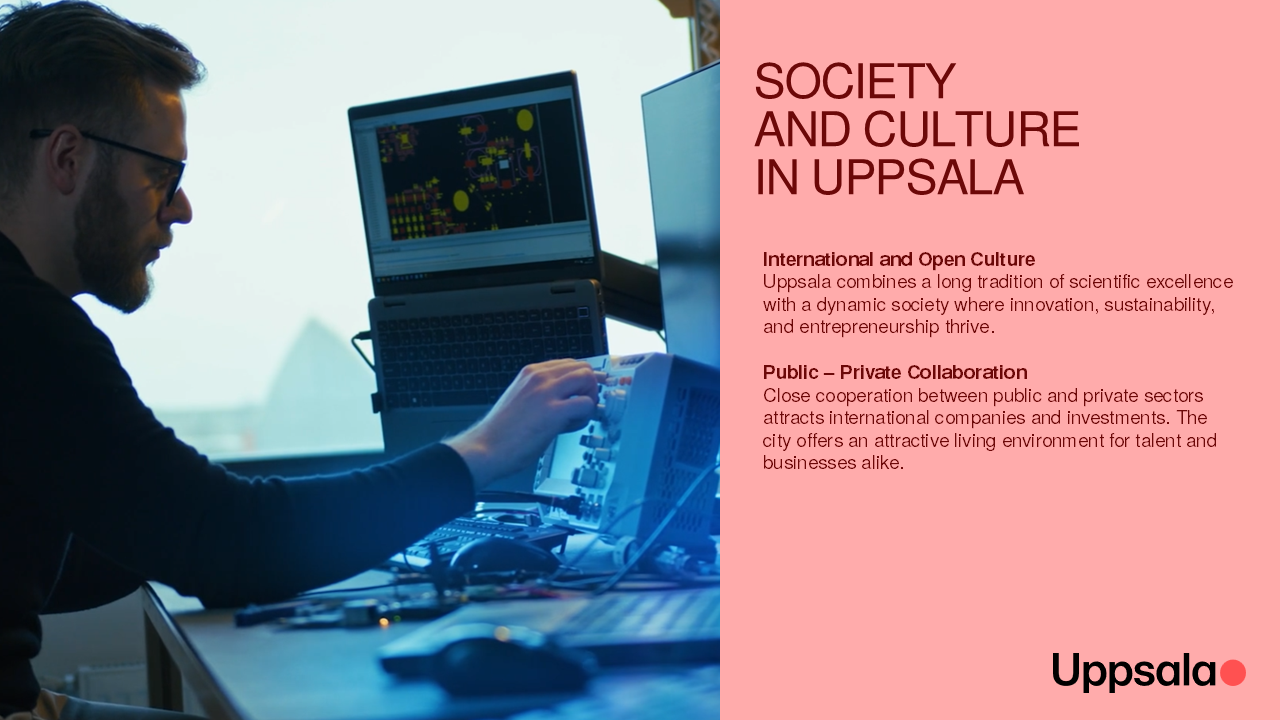 SOCIETY
AND CULTURE
IN UPPSALA
International and Open Culture
Uppsala combines a long tradition of scientific excellence
with a dynamic society where innovation, sustainability,
and entrepreneurship thrive.
Public – Private Collaboration
Close cooperation between public and private sectors
attracts international companies and investments. The
city offers an attractive living environment for talent and
businesses alike.
Uppsala